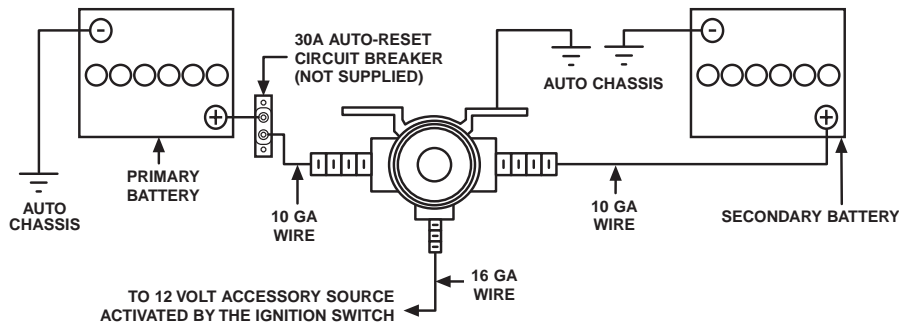 30A AUTO-RESET
CIRCUIT BREAKER
(NOT SUPPLIED)
AUTO CHASSIS
PRIMARY
BATTERY
AUTO
CHASSIS
10 GA
WIRE
10 GA
WIRE
SECONDARY BATTERY
16 GA
WIRE
TO 12 VOLT ACCESSORY SOURCE
ACTIVATED BY THE IGNITION SWITCH